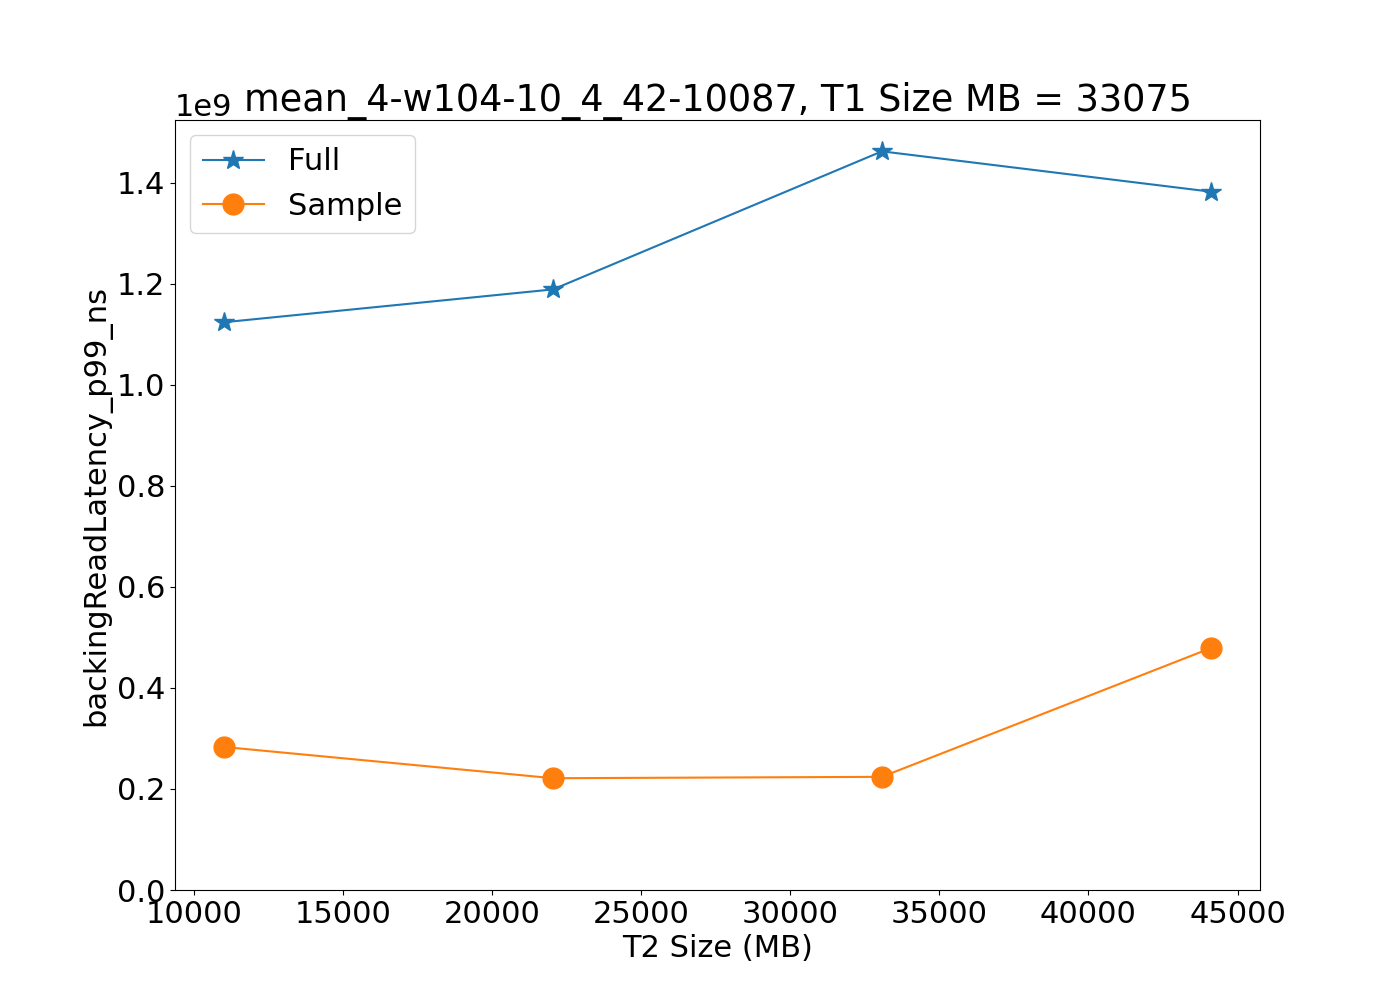 1e9 mean_4-w104-10_4_42-10087, T1 Size MB = 33075
Full
Sample
1.4
1.2
1.0
0.8
0.6
0.4
0.2
0.0
backingReadLatency_p99_ns
10000 15000 20000 25000 30000 35000 40000 45000
T2 Size (MB)